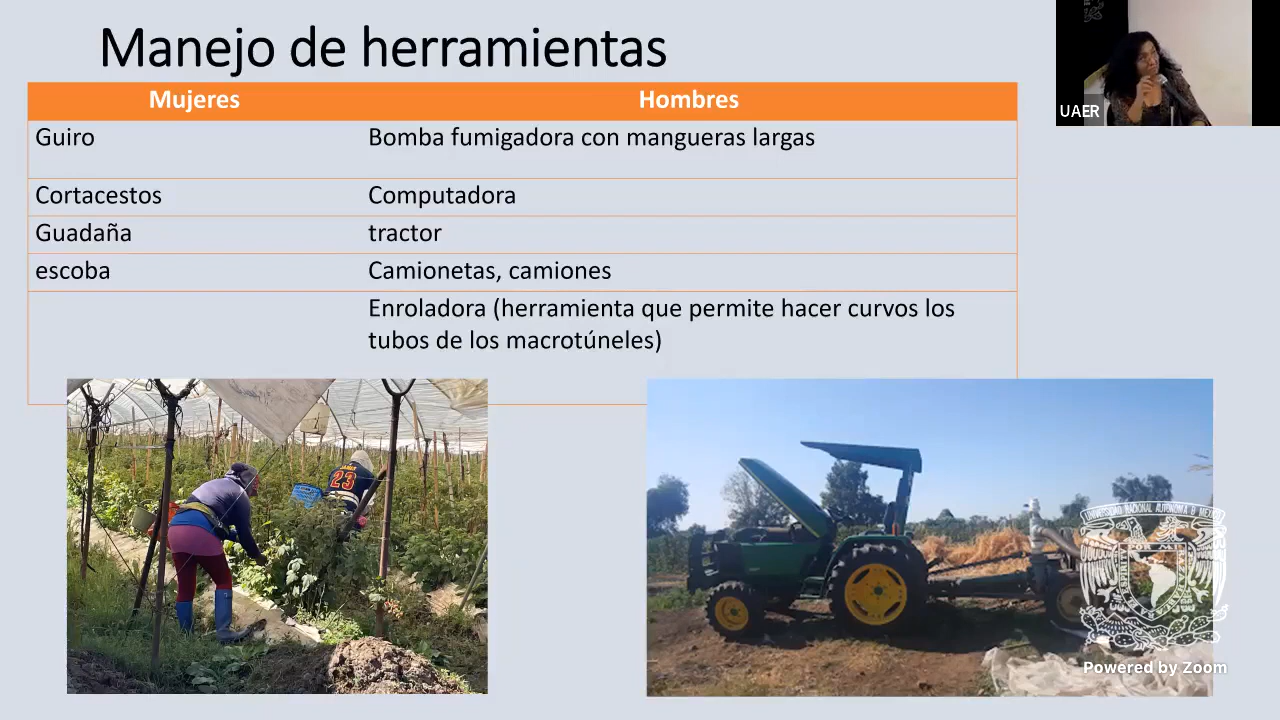 Manejo de herramientas
Mujeres
Hombres
Guiro
Bomba fumigadora con mangueras largas
Cortacestos
Computadora
Guadaña
tractor
escoba
Camionetas, camiones
Enroladora (herramienta que permite hacer curvos los
tubos de los macrotúneles)
UAER
23
Powered by Zoom